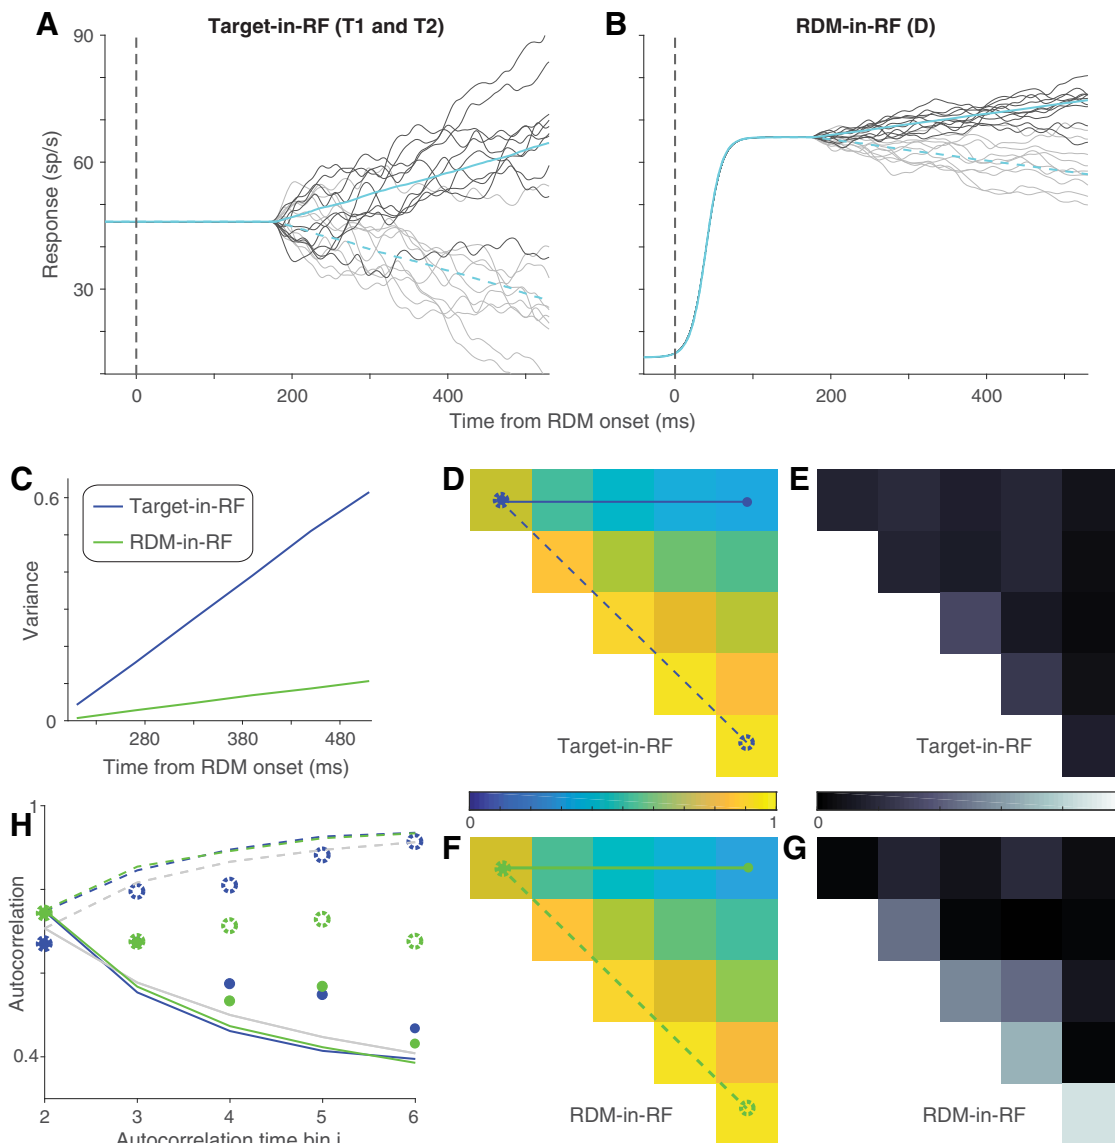 A
Target-in-RF (T1 and T2)
B
RDM-in-RF (D)
90
60
30
Response (sp/s)
0
200
400
0
200
400
Time from RDM onset (ms)
C
D
E
0.6
Target-in-RF
RDM-in-RF
Variance
0
280
380
480
Time from RDM onset (ms)
Target-in-RF
Target-in-RF
0
1
0
H
F
G
1
Autocorrelation
0.4
2
3
4
5
6
Autocorrelation time bin j
RDM-in-RF
RDM-in-RF